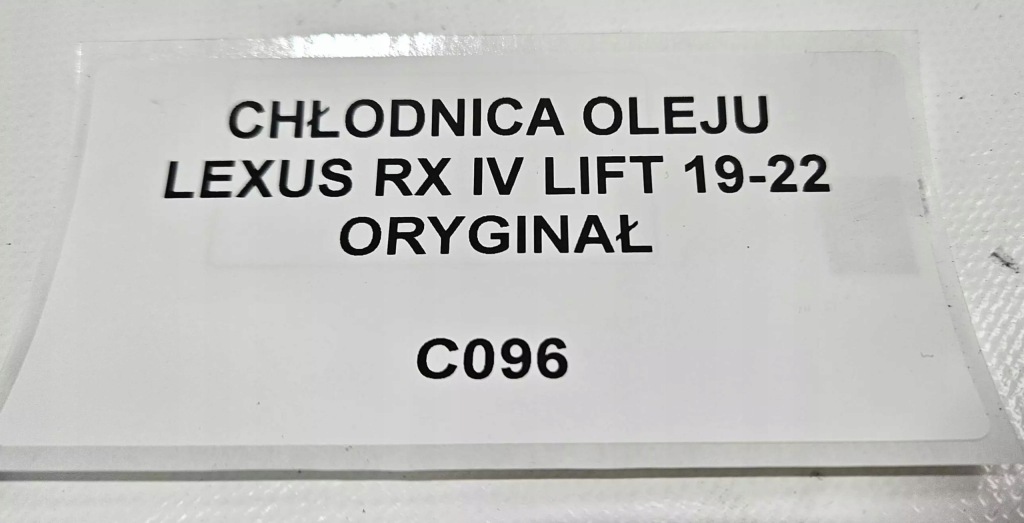 CHŁODNICA OLEJU
LEXUS RX IV LIFT 19-22
ORYGINAŁ
C096